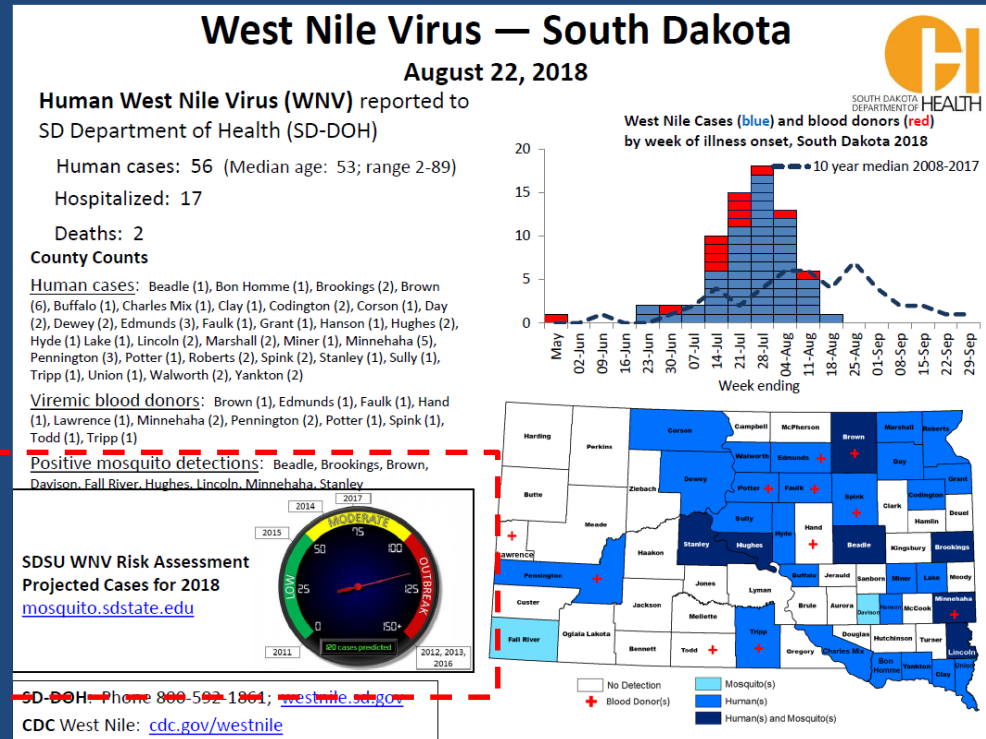 West Nile Virus — South Dakota
August 22, 2018
SOUTH DAKOTA
DEPARTMENT OF HEALTH
Human West Nile Virus (WNV) reported to
SD Department of Health (SD-DOH)
Human cases: 56 (Median age: 53; range 2-89)
Hospitalized: 17
Deaths: 2
County Counts
Human cases: Beadle (1), Bon Homme (1), Brookings (2), Brown
(6), Buffalo (1), Charles Mix (1), Clay (1), Codington (2), Corson (1), Day
(2), Dewey (2), Edmunds (3), Faulk (1), Grant (1), Hanson (1), Hughes (2),
Hyde (1) Lake (1), Lincoln (2), Marshall (2), Miner (1), Minnehaha (5),
Pennington (3), Potter (1), Roberts (2), Spink (2), Stanley (1), Sully (1),
Tripp (1), Union (1), Walworth (2), Yankton (2)
Viremic blood donors: Brown (1), Edmunds (1), Faulk (1), Hand
(1), Lawrence (1), Minnehaha (2), Pennington (2), Potter (1), Spink (1),
Todd (1), Tripp (1)
Positive mosquito detections: Beadle, Brookings, Brown,
Davison, Fall River, Hughes, Lincoln, Minnehaha, Stanley
West Nile Cases (blue) and blood donors (red)
by week of illness onset, South Dakota 2018
10 year median 2008-2017
20
15
10
5
0
May
02-Jun
09-Jun
16-Jun
23-Jun
30-Jun
07-Jul
14-Jul
21-Jul
28-Jul
04-Aug
11-Aug
18-Aug
25-Aug
01-Sep
08-Sep
15-Sep
22-Sep
29-Sep
Week ending
SDSU WNV Risk Assessment
Projected Cases for 2018
mosquito.sdstate.edu
2017
2014
2015
2011
2012, 2013,
2016
LOW
MODERATE
OUTBREAK
0
25
50
75
100
125
150+
120 cases predicted
SD-DOH: Phone 800-592-1861; westnile.sd.gov
CDC West Nile: cdc.gov/westnile
Harding
Perkins
Corson
Campbell
McPherson
Brown
Marshall
Roberts
Walworth
Edmunds
Day
Butte
Ziebach
Dewey
Potter
Faulk
Spink
Codington
Grant
Clark
Deuel
Hamlin
Meade
Sully
Hyde
Hand
Lawrence
Haakon
Stanley
Hughes
Beadle
Kingsbury
Brookings
Pennington
Jones
Lyman
Buffalo
Jerauld
Sanborn
Miner
Lake
Moody
Custer
Jackson
Mellette
Brule
Aurora
Davison
Hanson
McCook
Minnehaha
Fall River
Oglala Lakota
Bennett
Todd
Tripp
Gregory
Charles Mix
Douglas
Hutchinson
Turner
Lincoln
Bon
Homme
Yankton
Clay
Union
No Detection
Blood Donor(s)
Mosquito(s)
Human(s)
Human(s) and Mosquito(s)